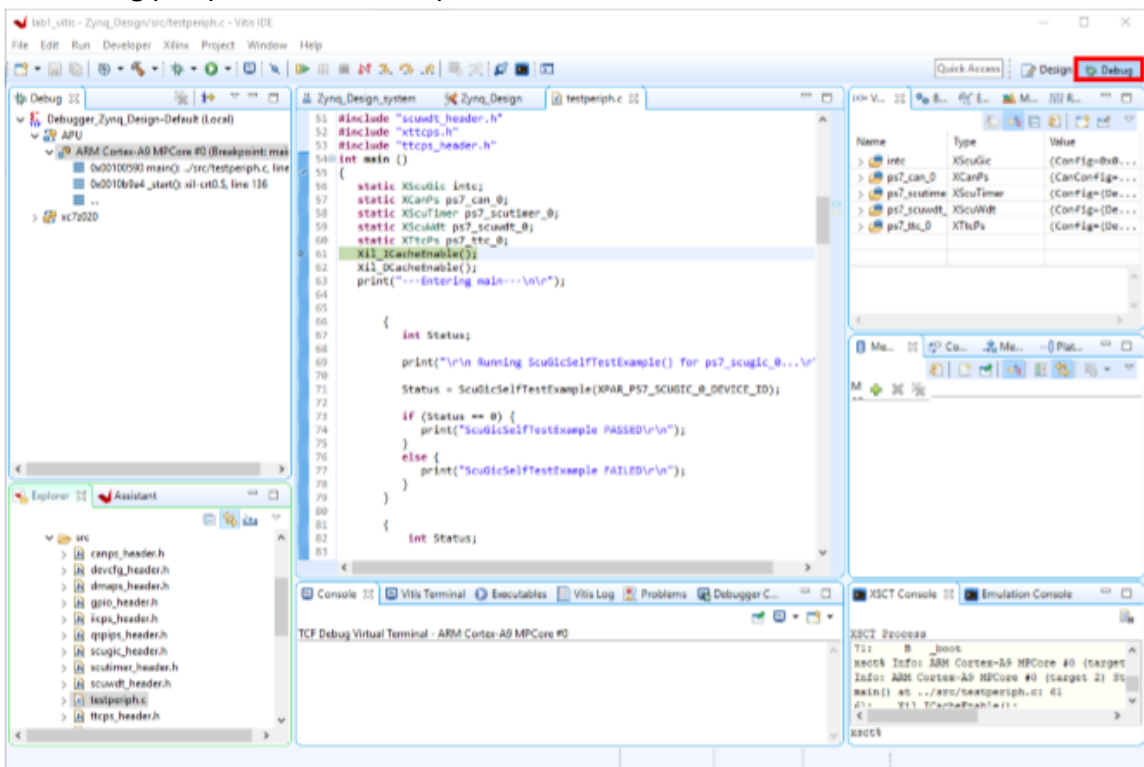 lab1_vitis - Zynq_Design/src/testperiph.c - Vitis IDE
File Edit Run Developer Xilinx Project Window Help
Quick Access Design Debug
Debug
Debugger_Zynq_Design-Default (Local)
APU
ARM Cortex-A9 MPCore #0 (Breakpoint: mai
0x00100590 main(): ../src/testperiph.c, line
_start(): xil-crt0.S, line 136
..
xc7z020
Explorer Assistant
src
canps_header.h
devcfg_header.h
dmaps_header.h
gpio_header.h
iicps_header.h
qspips_header.h
scugic_header.h
scutimer_header.h
scuwdt_header.h
testperiph.c
ttcps_header.h
Zynq_Design_system Zynq_Design testperiph.c
51 #include "scuwdt_header.h"
52 #include "xttcps.h"
53 #include "ttcps_header.h"
54 int main ()
55 {
56 static XScuGic intc;
57 static XCanPs ps7_can_0;
58 static XScuTimer ps7_scutimer_0;
59 static XScuWdt ps7_scuwdt_0;
60 static XTtcPs ps7_ttc_0;
61 Xil_ICacheEnable();
62 Xil_DCacheEnable();
63 print("---Entering main---\n\r");
64
65
66 {
67 int Status;
68
69 print("\r\n Running ScuGicSelfTestExample() for ps7_scugic_0...\r"
70
71 Status = ScuGicSelfTestExample(XPAR_PS7_SCUGIC_0_DEVICE_ID);
72
73 if (Status == 0) {
74 print("ScuGicSelfTestExample PASSED\r\n");
75 }
76 else {
77 print("ScuGicSelfTestExample FAILED\r\n");
78 }
79 }
80
81 {
82 int Status;
83
Console Vitis Terminal Executables Vitis Log Problems Debugger C...
TCF Debug Virtual Terminal - ARM Cortex-A9 MPCore #0
(x)= V... B... E... M... R...
Name Type Value
intc XScuGic {Config=0x0...
ps7_can_0 XCanPs {CanConfig=...
ps7_scutime XScuTimer {Config={De...
ps7_scuwdt_ XScuWdt {Config={De...
ps7_ttc_0 XTtcPs {Config={De...
Me... Co... Me... Plat...
M
XSCT Console Emulation Console
XSCT Process
71: B _boot
xsct% Info: ARM Cortex-A9 MPCore #0 (target
Info: ARM Cortex-A9 MPCore #0 (target 2) St
main() at ../src/testperiph.c: 61
61: Xil_ICacheEnable();
xsct%